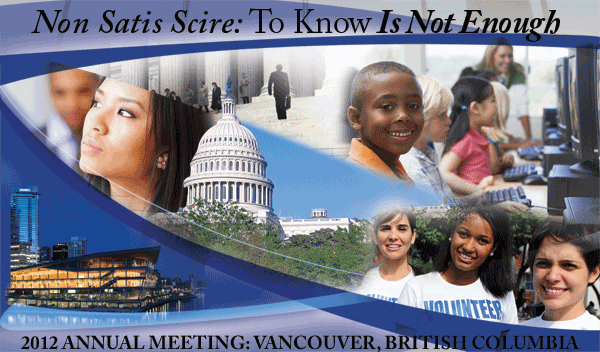 Non Satis Scire: To Know Is Not Enough
VOLUNTEER
2012 ANNUAL MEETING: VANCOUVER, BRITISH COLUMBIA